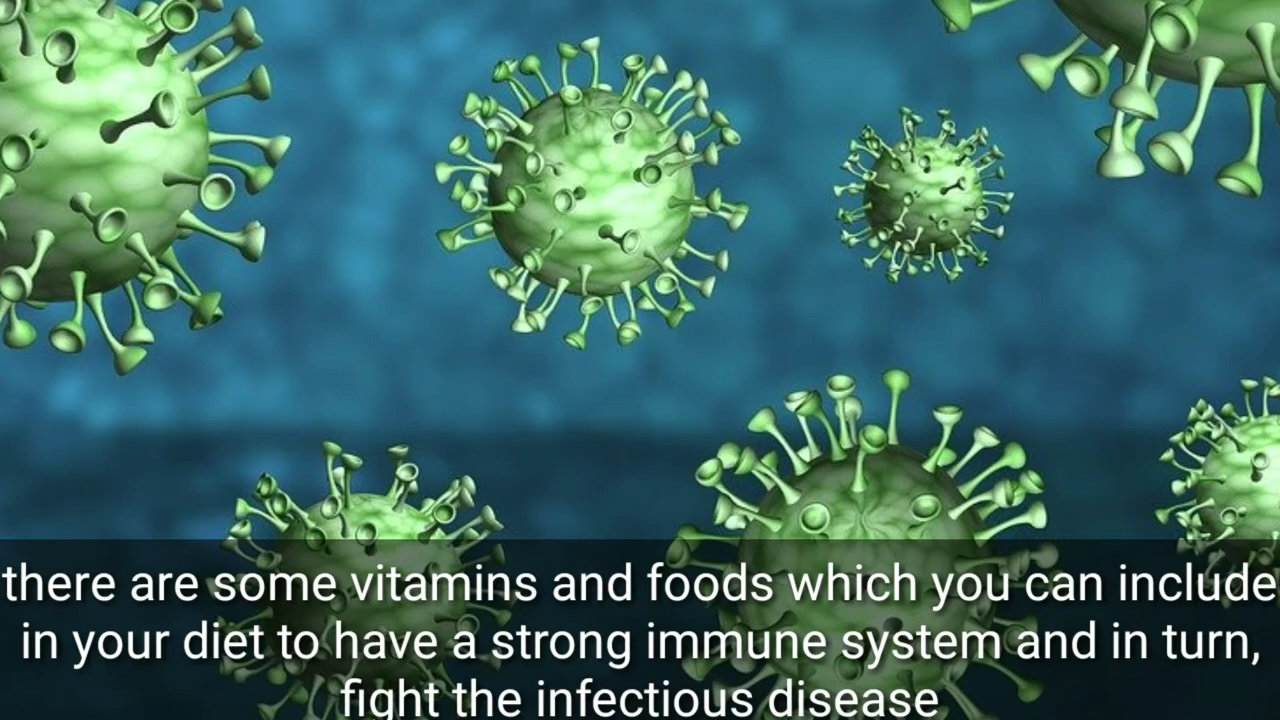 there are some vitamins and foods which you can include
in your diet to have a strong immune system and in turn,
fight the infectious disease